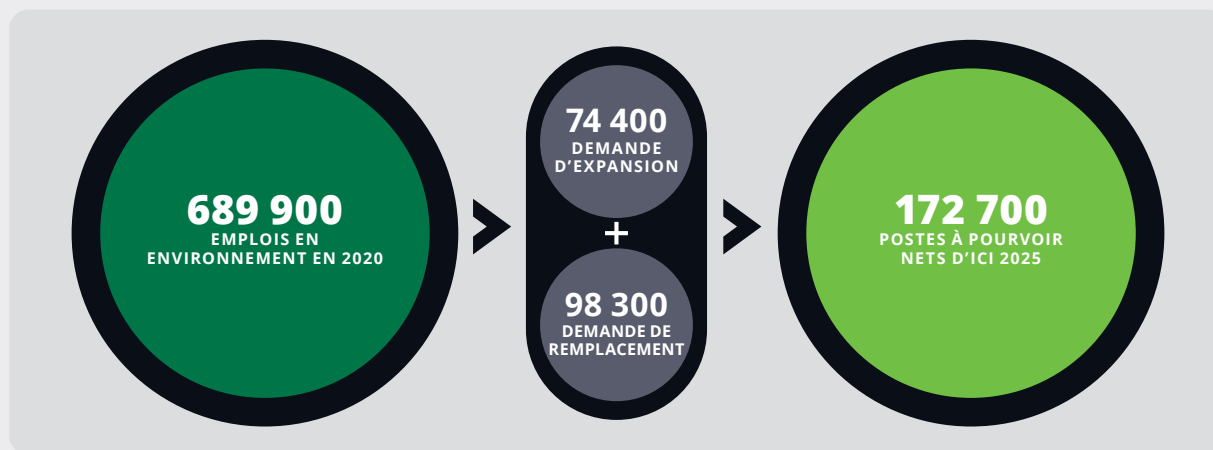 689 900
EMPLOIS EN
ENVIRONNEMENT EN 2020
74 400
DEMANDE
D’EXPANSION
+
98 300
DEMANDE DE
REMPLACEMENT
172 700
POSTES À POURVOIR
NETS D’ICI 2025